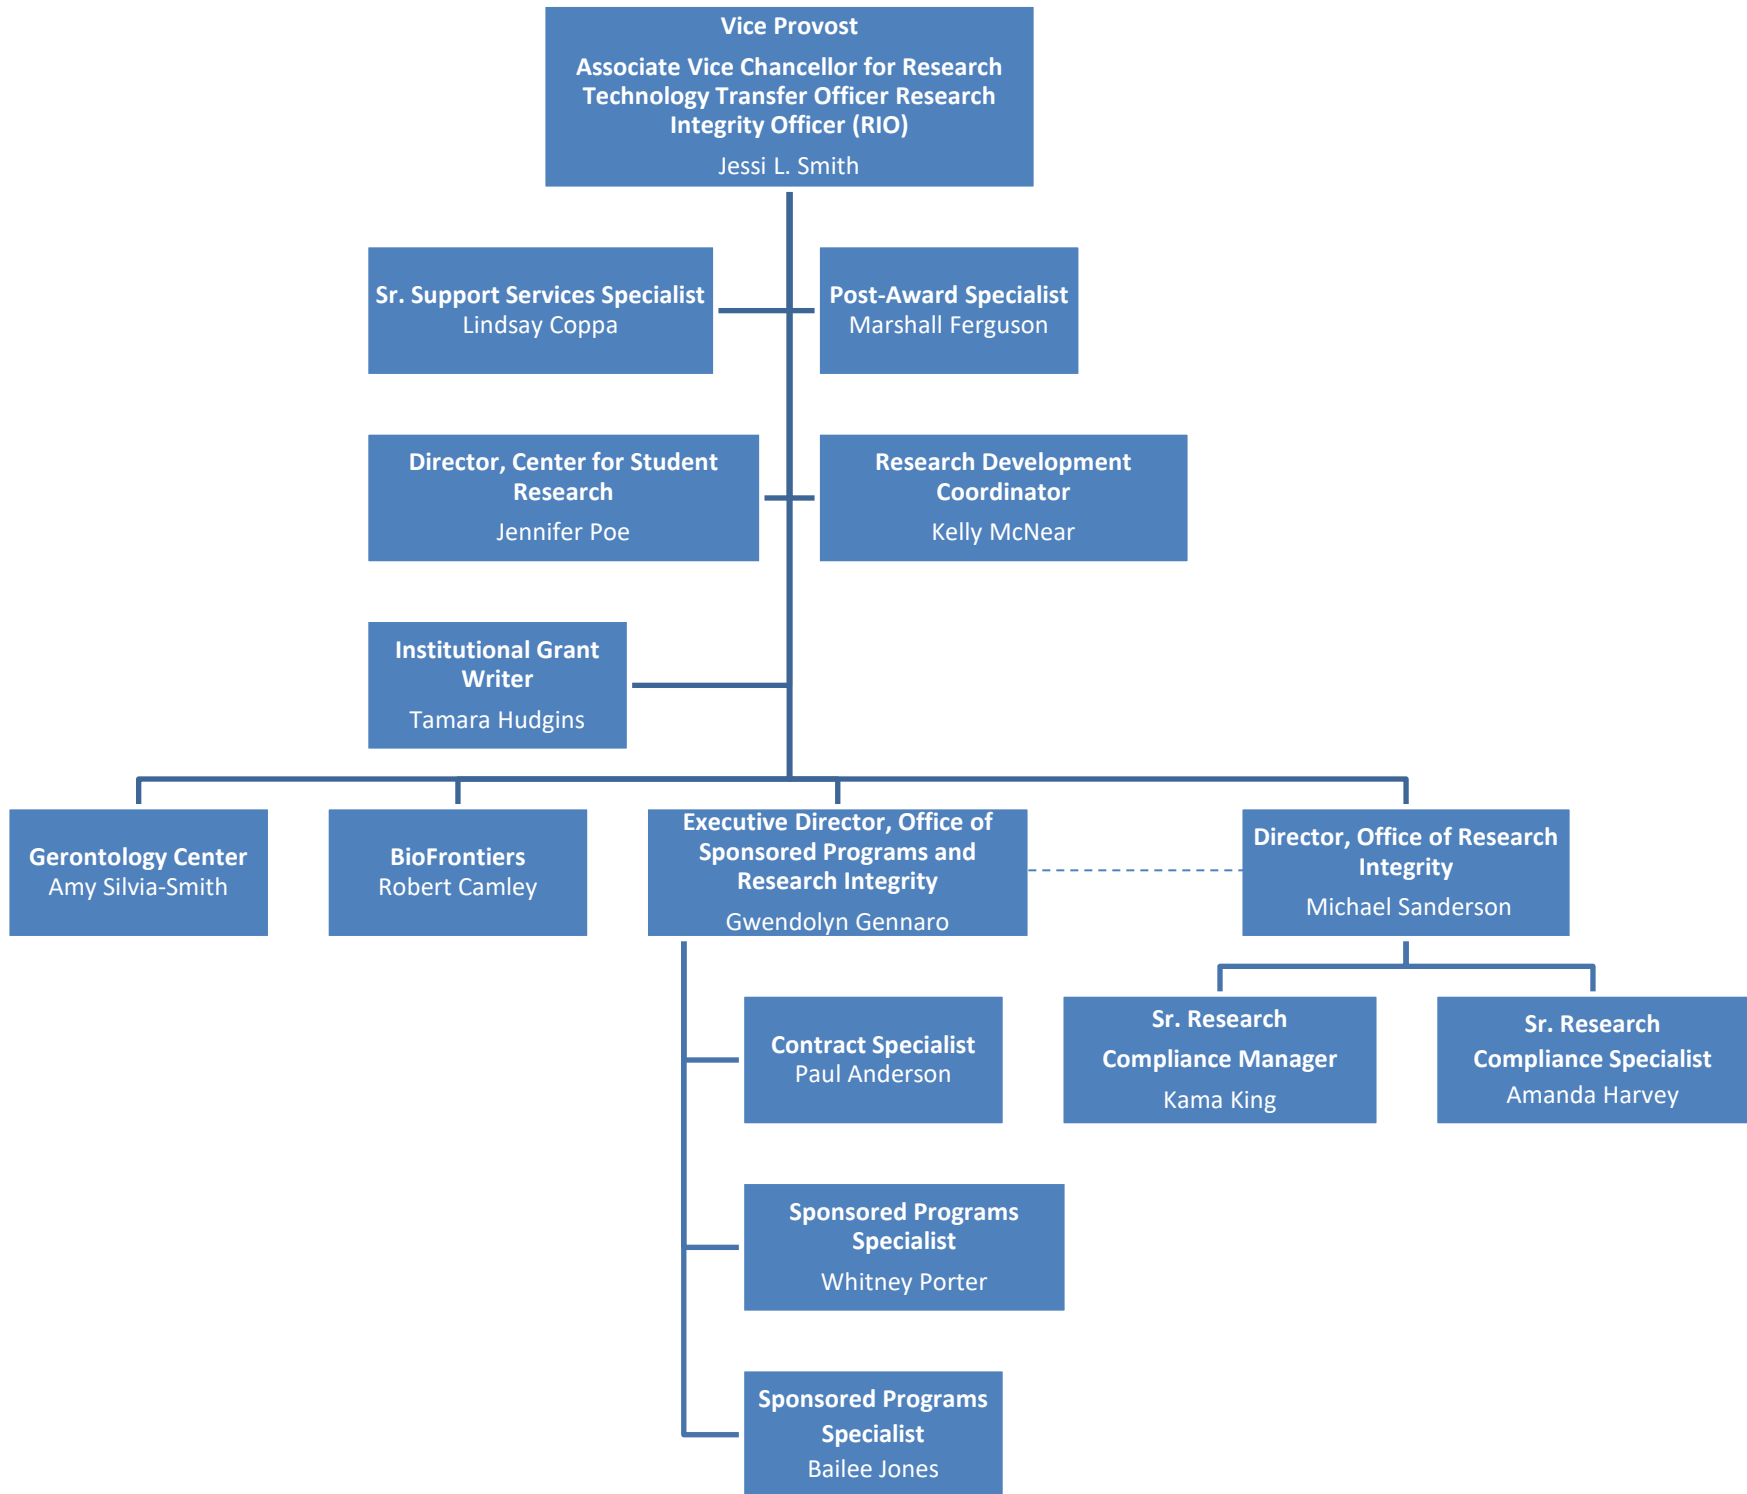 Vice Provost
Associate Vice Chancellor for Research
Technology Transfer Officer Research
Integrity Officer (RIO)
Jessi L. Smith
Sr. Support Services Specialist
Lindsay Coppa
Post-Award Specialist
Marshall Ferguson
Director, Center for Student
Research
Jennifer Poe
Research Development
Coordinator
Kelly McNear
Institutional Grant
Writer
Tamara Hudgins
Gerontology Center
Amy Silvia-Smith
BioFrontiers
Robert Camley
Executive Director, Office of
Sponsored Programs and
Research Integrity
Gwendolyn Gennaro
Director, Office of Research
Integrity
Michael Sanderson
Contract Specialist
Paul Anderson
Sr. Research
Compliance Manager
Kama King
Sr. Research
Compliance Specialist
Amanda Harvey
Sponsored Programs
Specialist
Whitney Porter
Sponsored Programs
Specialist
Bailee Jones